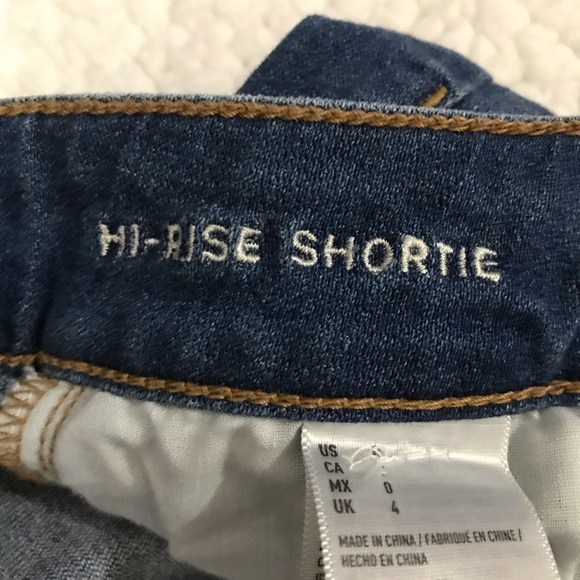 HI-RISE SHORTIE
US
CA
MX 0
UK 4
MADE IN CHINA / FABRIQUÉ EN CHINE /
HECHO EN CHINA